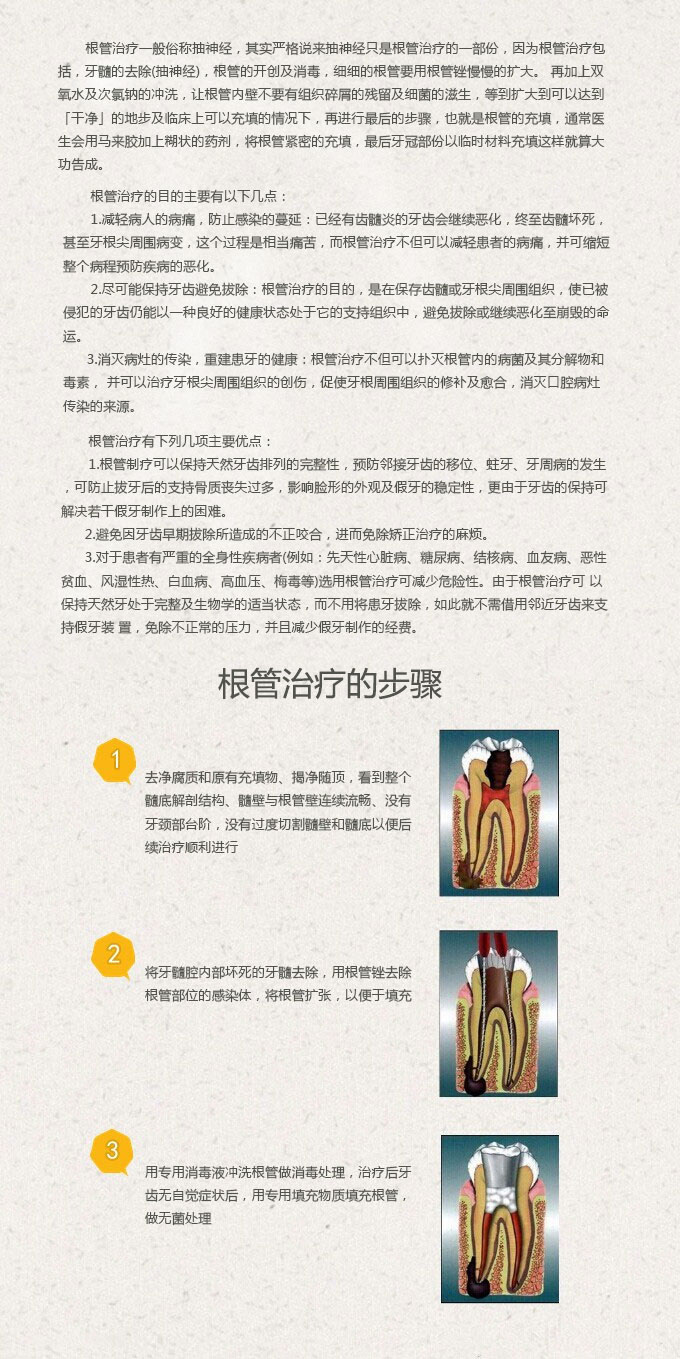 根管治疗一般俗称抽神经，其实严格说来抽神经只是根管治疗的一部份，因为根管治疗包
括，牙髓的去除(抽神经)，根管的开创及消毒，细细的根管要用根管锉慢慢的扩大。 再加上双
氧水及次氯钠的冲洗，让根管内壁不要有组织碎屑的残留及细菌的滋生，等到扩大到可以达到
「干净」的地步及临床上可以充填的情况下，再进行最后的步骤，也就是根管的充填，通常医
生会用马来胶加上糊状的药剂，将根管紧密的充填，最后牙冠部份以临时材料充填这样就算大
功告成。
根管治疗的目的主要有以下几点：
1.减轻病人的病痛，防止感染的蔓延：已经有齿髓炎的牙齿会继续恶化，终至齿髓坏死，
甚至牙根尖周围病变，这个过程是相当痛苦，而根管治疗不但可以减轻患者的病痛，并可缩短
整个病程预防疾病的恶化。
2.尽可能保持牙齿避免拔除：根管治疗的目的，是在保存齿髓或牙根尖周围组织，使已被
侵犯的牙齿仍能以一种良好的健康状态处于它的支持组织中，避免拔除或继续恶化至崩毁的命
运。
3.消灭病灶的传染，重建患牙的健康：根管治疗不但可以扑灭根管内的病菌及其分解物和
毒素， 并可以治疗牙根尖周围组织的创伤，促使牙根周围组织的修补及愈合，消灭口腔病灶
传染的来源。
根管治疗有下列几项主要优点：
1.根管制疗可以保持天然牙齿排列的完整性，预防邻接牙齿的移位、蛀牙、牙周病的发生
，可防止拔牙后的支持骨质丧失过多，影响脸形的外观及假牙的稳定性，更由于牙齿的保持可
解决若干假牙制作上的困难。
2.避免因牙齿早期拔除所造成的不正咬合，进而免除矫正治疗的麻烦。
3.对于患者有严重的全身性疾病者(例如：先天性心脏病、糖尿病、结核病、血友病、恶性
贫血、风湿性热、白血病、高血压、梅毒等)选用根管治疗可减少危险性。由于根管治疗可 以
保持天然牙处于完整及生物学的适当状态，而不用将患牙拔除，如此就不需借用邻近牙齿来支
持假牙装 置，免除不正常的压力，并且减少假牙制作的经费。
根管治疗的步骤
1
去净腐质和原有充填物、揭净随顶，看到整个
髓底解剖结构、髓壁与根管壁连续流畅、没有
牙颈部台阶，没有过度切割髓壁和髓底以便后
续治疗顺利进行
2
将牙髓腔内部坏死的牙髓去除，用根管锉去除
根管部位的感染体，将根管扩张，以便于填充
3
用专用消毒液冲洗根管做消毒处理，治疗后牙
齿无自觉症状后，用专用填充物质填充根管，
做无菌处理